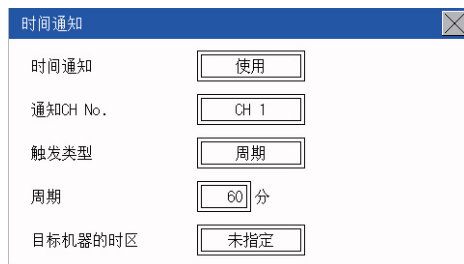 时间通知
时间通知 使用
通知CH No. CH 1
触发类型 周期
周期 60 分
目标机器的时区 未指定